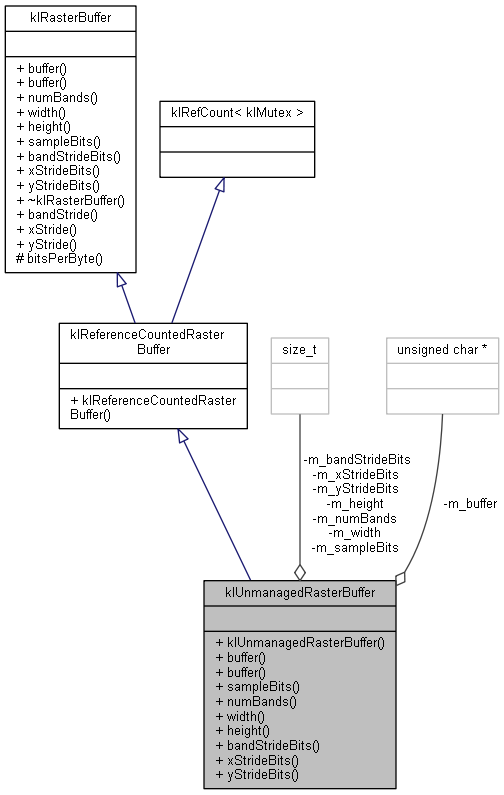 klRasterBuffer
+ buffer()
+ buffer()
+ numBands()
+ width()
+ height()
+ sampleBits()
+ bandStrideBits()
+ xStrideBits()
+ yStrideBits()
+ ~klRasterBuffer()
+ bandStride()
+ xStride()
+ yStride()
# bitsPerByte()
klRefCount< klMutex >
klReferenceCountedRaster
Buffer
+ klReferenceCountedRaster
Buffer()
size_t
unsigned char *
-m_bandStrideBits
-m_xStrideBits
-m_yStrideBits
-m_height
-m_numBands
-m_width
-m_sampleBits
-m_buffer
klUnmanagedRasterBuffer
+ klUnmanagedRasterBuffer()
+ buffer()
+ buffer()
+ sampleBits()
+ numBands()
+ width()
+ height()
+ bandStrideBits()
+ xStrideBits()
+ yStrideBits()